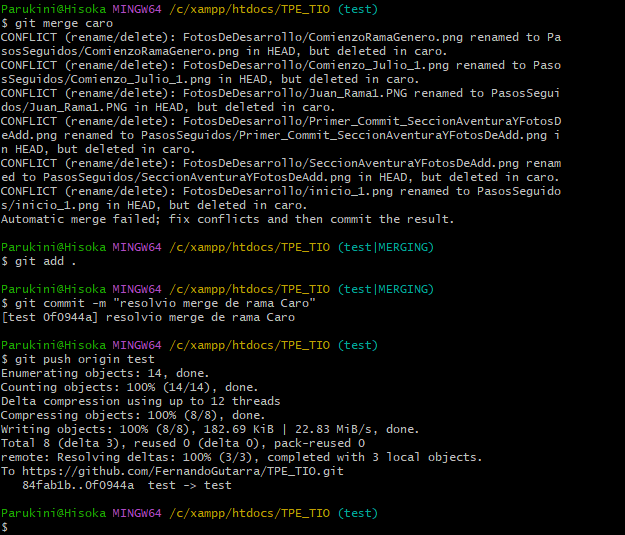 Parukini@Hisoka MINGW64 /c/xampp/htdocs/TPE_TIO (test)
$ git merge caro
CONFLICT (rename/delete): FotosDeDesarrollo/ComienzoRamaGenero.png renamed to Pa
sosSeguidos/ComienzoRamaGenero.png in HEAD, but deleted in caro.
CONFLICT (rename/delete): FotosDeDesarrollo/Comienzo_Julio_1.png renamed to Paso
sSeguidos/Comienzo_Julio_1.png in HEAD, but deleted in caro.
CONFLICT (rename/delete): FotosDeDesarrollo/Juan_Rama1.PNG renamed to PasosSegui
dos/Juan_Rama1.PNG in HEAD, but deleted in caro.
CONFLICT (rename/delete): FotosDeDesarrollo/Primer_Commit_SeccionAventuraYFotosD
eAdd.png renamed to PasosSeguidos/Primer_Commit_SeccionAventuraYFotosDeAdd.png i
n HEAD, but deleted in caro.
CONFLICT (rename/delete): FotosDeDesarrollo/SeccionAventuraYFotosDeAdd.png renam
ed to PasosSeguidos/SeccionAventuraYFotosDeAdd.png in HEAD, but deleted in caro.
CONFLICT (rename/delete): FotosDeDesarrollo/inicio_1.png renamed to PasosSeguido
s/inicio_1.png in HEAD, but deleted in caro.
Automatic merge failed; fix conflicts and then commit the result.
Parukini@Hisoka MINGW64 /c/xampp/htdocs/TPE_TIO (test|MERGING)
$ git add .
Parukini@Hisoka MINGW64 /c/xampp/htdocs/TPE_TIO (test|MERGING)
$ git commit -m "resolvio merge de rama Caro"
[test 0f0944a] resolvio merge de rama Caro
Parukini@Hisoka MINGW64 /c/xampp/htdocs/TPE_TIO (test)
$ git push origin test
Enumerating objects: 14, done.
Counting objects: 100% (14/14), done.
Delta compression using up to 12 threads
Compressing objects: 100% (8/8), done.
Writing objects: 100% (8/8), 182.69 KiB | 22.83 MiB/s, done.
Total 8 (delta 3), reused 0 (delta 0), pack-reused 0
remote: Resolving deltas: 100% (3/3), completed with 3 local objects.
To https://github.com/FernandoGutarra/TPE_TIO.git
84fab1b..0f0944a test -> test
Parukini@Hisoka MINGW64 /c/xampp/htdocs/TPE_TIO (test)
$